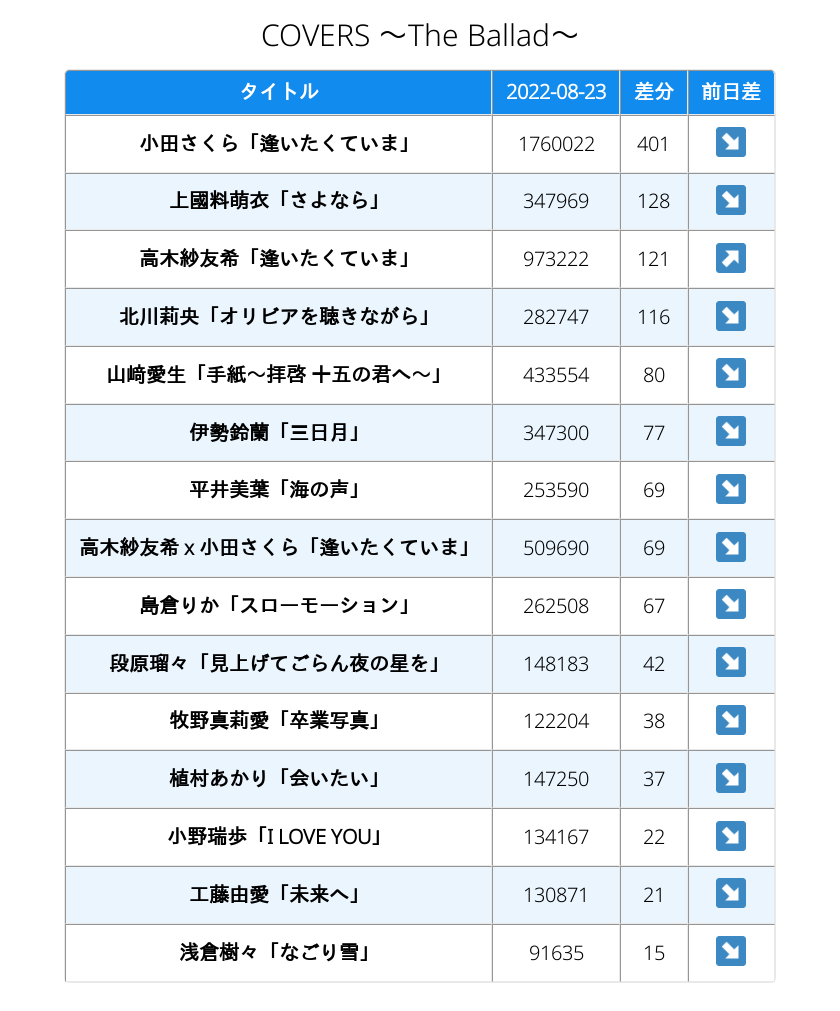 COVERS ～The Ballad～
タイトル 2022-08-23 差分 前日差
小田さくら「逢いたくていま」 1760022 401 ↘
上國料萌衣「さよなら」 347969 128 ↘
高木紗友希「逢いたくていま」 973222 121 ↗
北川莉央「オリビアを聴きながら」 282747 116 ↘
山﨑愛生「手紙～拝啓 十五の君へ～」 433554 80 ↘
伊勢鈴蘭「三日月」 347300 77 ↘
平井美葉「海の声」 253590 69 ↘
高木紗友希 x 小田さくら「逢いたくていま」 509690 69 ↘
島倉りか「スローモーション」 262508 67 ↘
段原瑠々「見上げてごらん夜の星を」 148183 42 ↘
牧野真莉愛「卒業写真」 122204 38 ↘
植村あかり「会いたい」 147250 37 ↘
小野瑞歩「I LOVE YOU」 134167 22 ↘
工藤由愛「未来へ」 130871 21 ↘
浅倉樹々「なごり雪」 91635 15 ↘